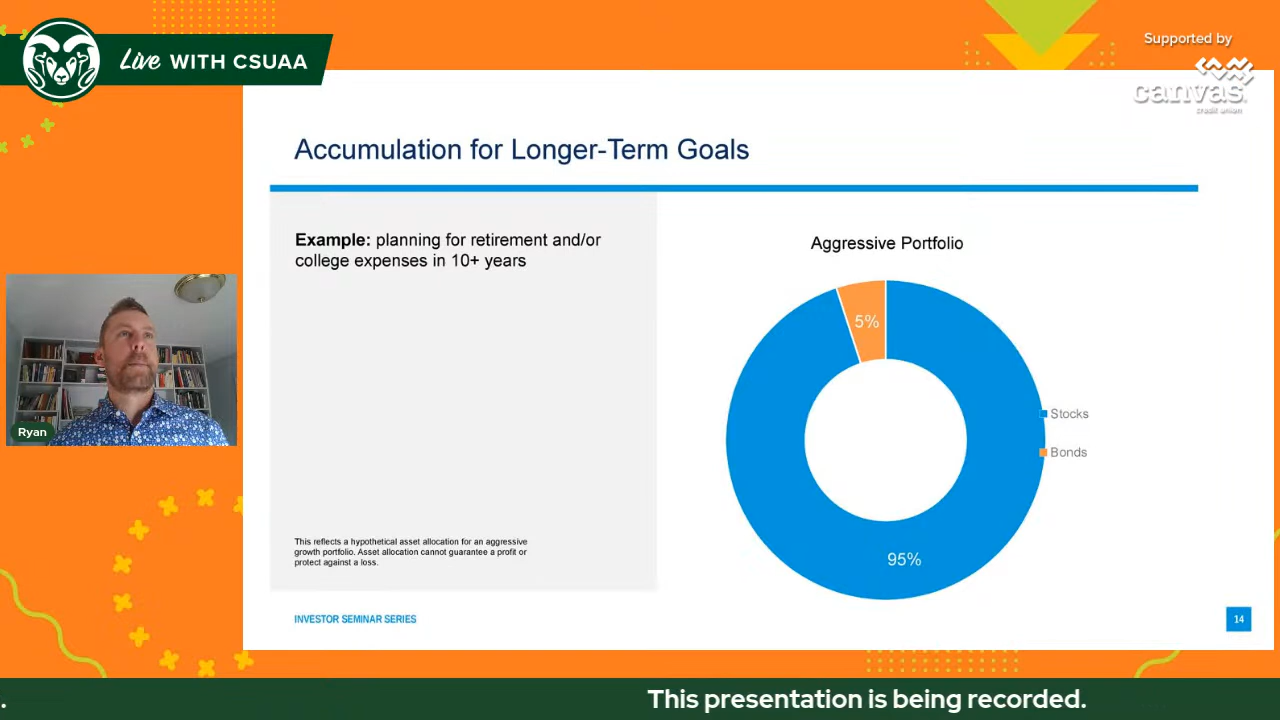 Live WITH CSUAA
Supported by
canvas
credit union
Accumulation for Longer-Term Goals
Example: planning for retirement and/or
college expenses in 10+ years
Aggressive Portfolio
5%
Stocks
Bonds
95%
Ryan
This reflects a hypothetical asset allocation for an aggressive
growth portfolio. Asset allocation cannot guarantee a profit or
protect against a loss.
INVESTOR SEMINAR SERIES
14
. This presentation is being recorded.